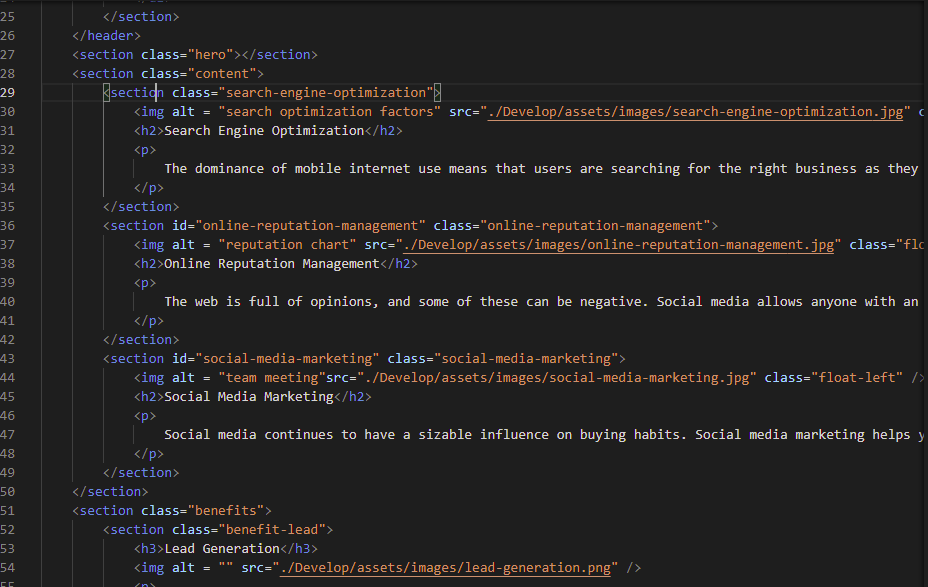 25 </section>
26 </header>
27 <section class="hero"></section>
28 <section class="content">
29 <section class="search-engine-optimization">
30 <img alt = "search optimization factors" src="./Develop/assets/images/search-engine-optimization.jpg"
31 <h2>Search Engine Optimization</h2>
32 <p>
33 The dominance of mobile internet use means that users are searching for the right business as they
34 </p>
35 </section>
36 <section id="online-reputation-management" class="online-reputation-management">
37 <img alt = "reputation chart" src="./Develop/assets/images/online-reputation-management.jpg" class="flo
38 <h2>Online Reputation Management</h2>
39 <p>
40 The web is full of opinions, and some of these can be negative. Social media allows anyone with an
41 </p>
42 </section>
43 <section id="social-media-marketing" class="social-media-marketing">
44 <img alt = "team meeting"src="./Develop/assets/images/social-media-marketing.jpg" class="float-left" />
45 <h2>Social Media Marketing</h2>
46 <p>
47 Social media continues to have a sizable influence on buying habits. Social media marketing helps y
48 </p>
49 </section>
50 </section>
51 <section class="benefits">
52 <section class="benefit-lead">
53 <h3>Lead Generation</h3>
54 <img alt = "" src="./Develop/assets/images/lead-generation.png" />
55 <p>